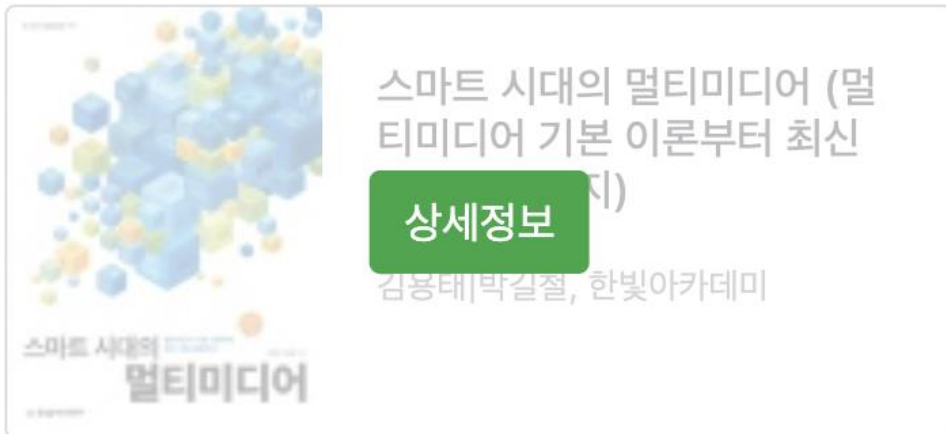 스마트 시대의 멀티미디어 (멀
티미디어 기본 이론부터 최신
지)
상세정보
김용태|박길철, 한빛아카데미
스마트 시대의
멀티미디어